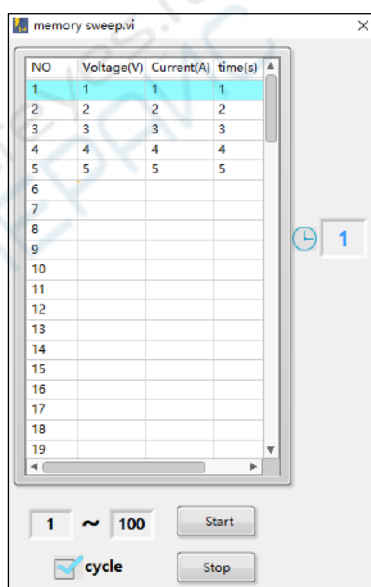 memory sweep.vi
NO Voltage(V) Current(A) time(s)
1 1 1 1
2 2 2 2
3 3 3 3
4 4 4 4
5 5 5 5
6
7
8
9
10
11
12
13
14
15
16
17
18
19
1
1 ~ 100 Start
cycle Stop